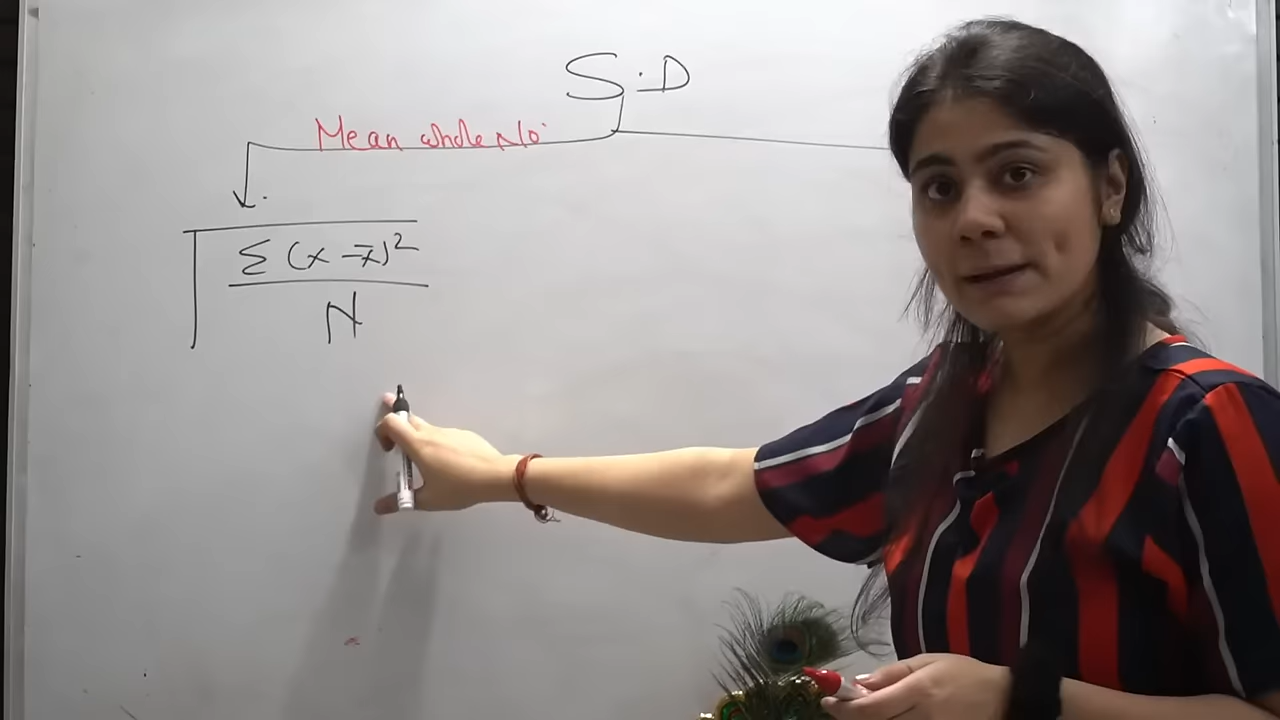 S.D
Mean whole No.
√Σ(x-x̄)²
N